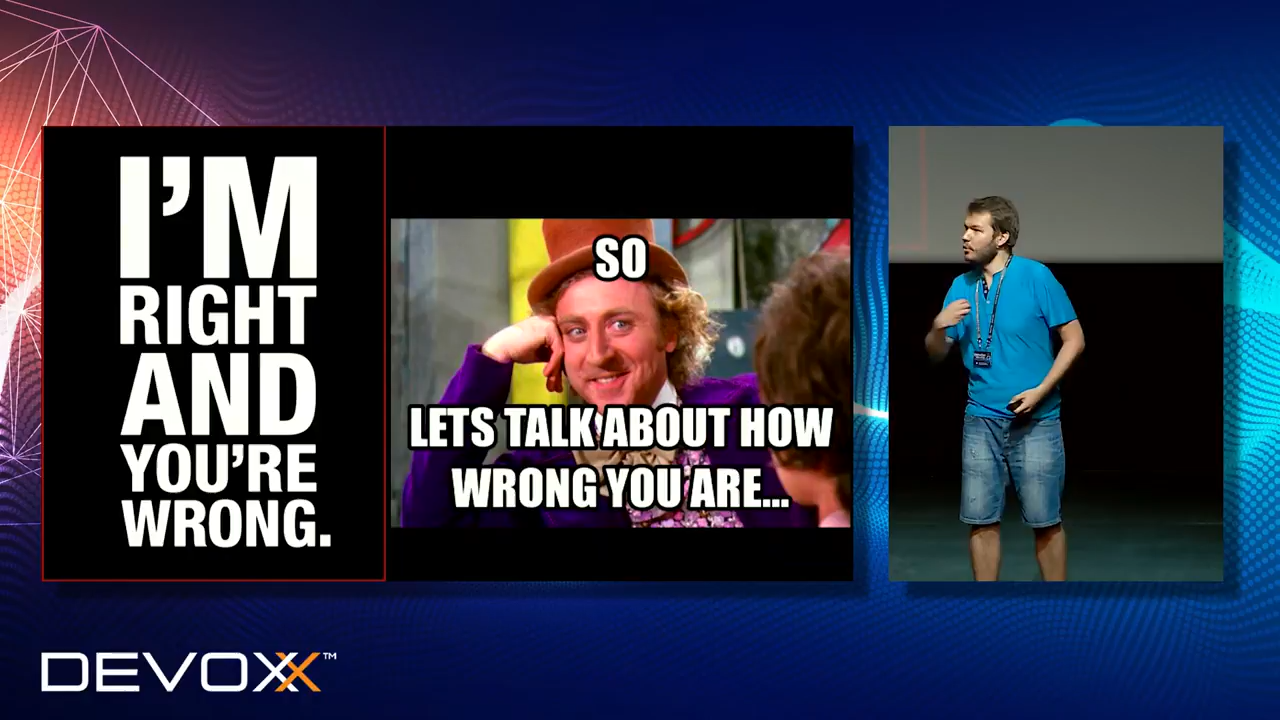 I'M
RIGHT
AND
YOU'RE
WRONG.
SO
LETS TALK ABOUT HOW
WRONG YOU ARE...
DEVOXX™